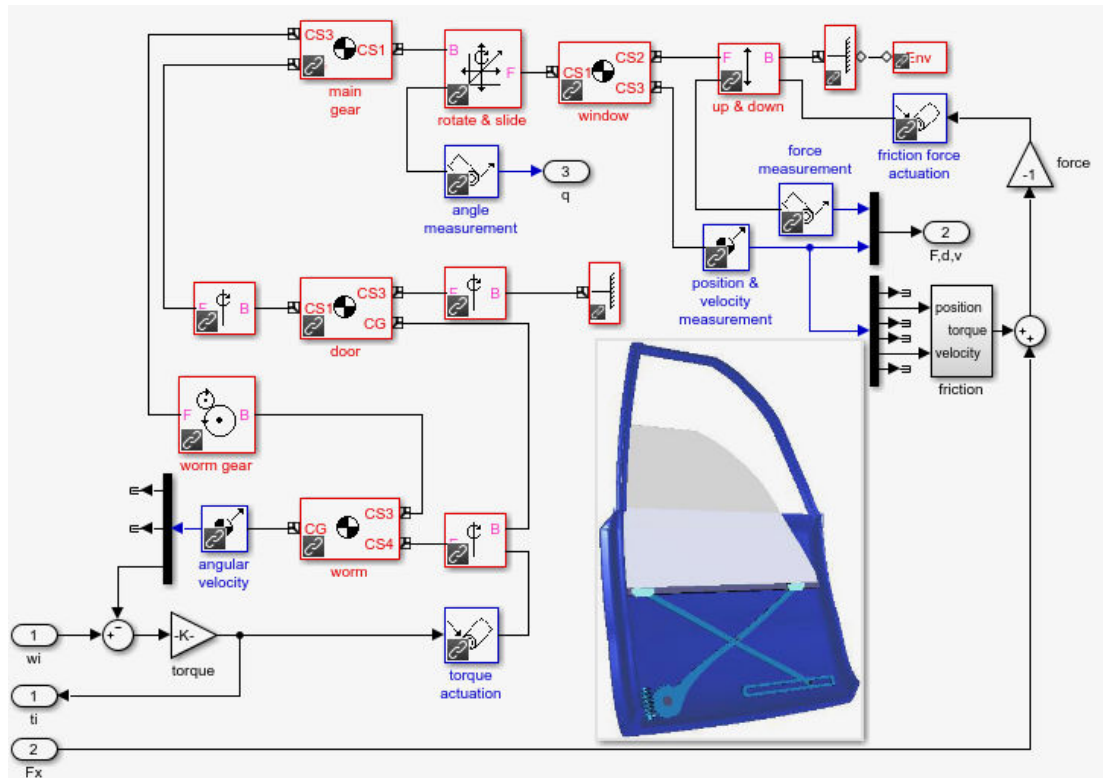 CS3
CS1
main
gear
B
F
rotate & slide
CS1
CS2
CS3
window
F
B
up & down
Env
friction force
actuation
force
-1
force
measurement
angle
measurement
3
q
position &
velocity
measurement
2
F,d,v
position
torque
velocity
friction
+
+
F
B
CS1
CS3
CG
door
F
B
F
B
worm gear
CG
CS3
CS4
worm
F
B
angular
velocity
1
wi
+
-
-K-
torque
torque
actuation
1
ti
2
Fx